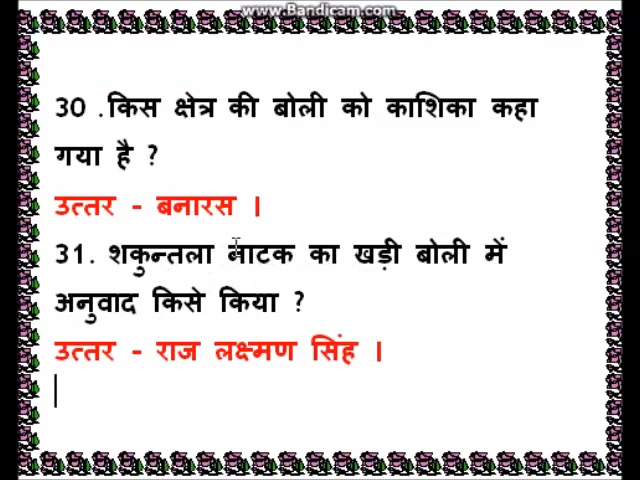 www.Bandicam.com
30 .किस क्षेत्र की बोली को काशिका कहा
गया है ?
उत्तर - बनारस ।
31. शकुन्तला नाटक का खड़ी बोली में
अनुवाद किसे किया ?
उत्तर - राज लक्ष्मण सिंह ।